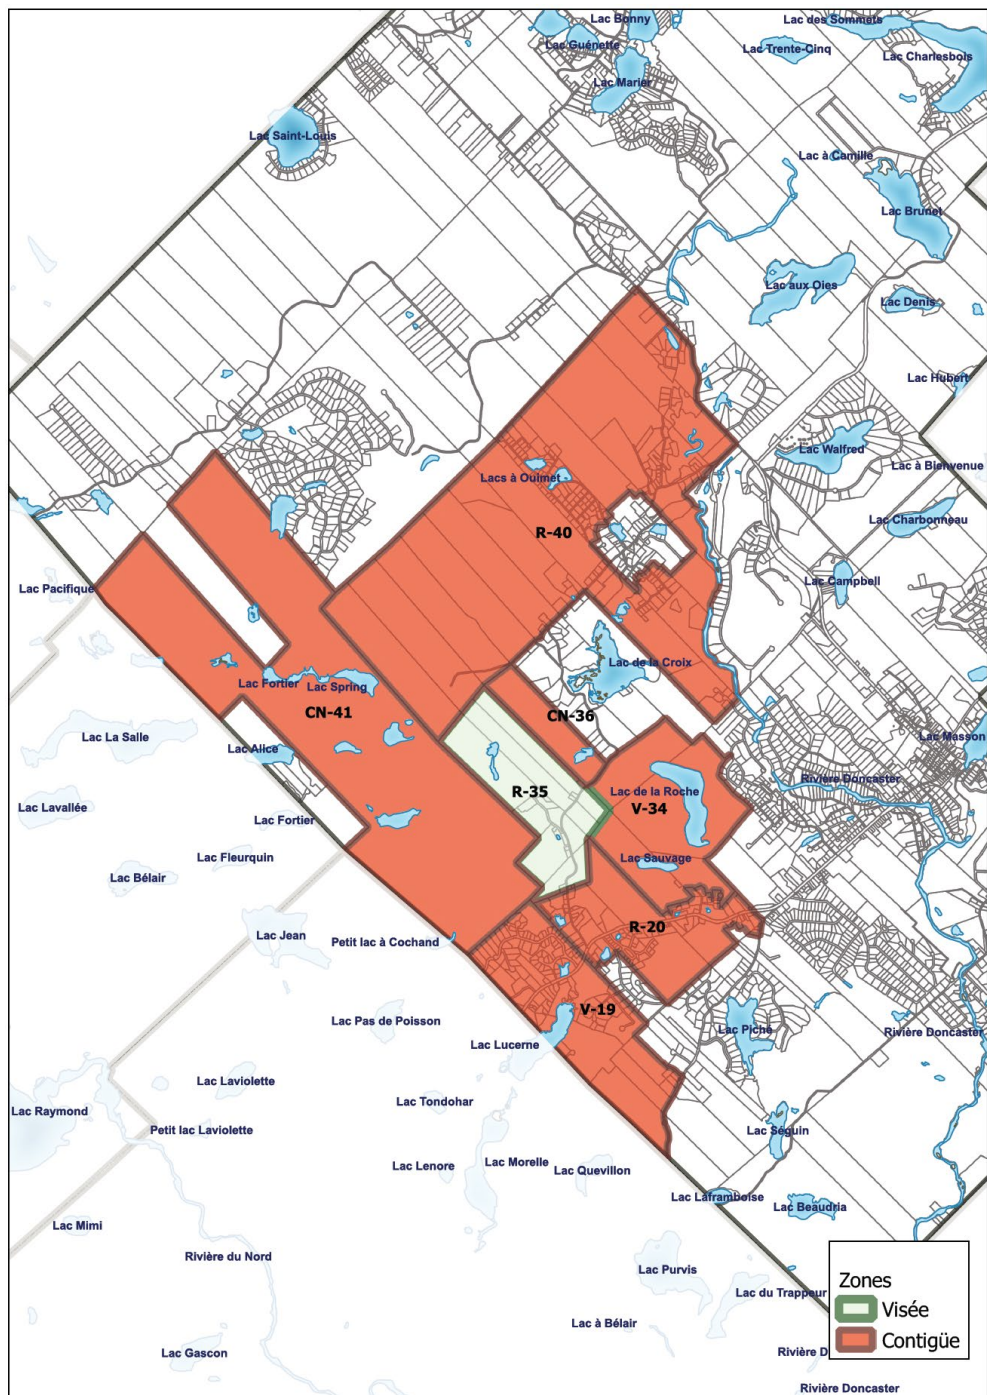 Lac Bonny
Lac des Sommets
Lac Guénette
Lac Trente-Cinq
Lac Charlesbois
Lac Marier
Lac Saint-Louis
Lac à Camille
Lac Brunet
Lac aux Oies
Lac Denis
Lac Hubert
Lac Walfred
Lac à Bienvenue
Lacs à Ouimet
Lac Charbonneau
R-40
Lac Pacifique
Lac Campbell
Lac de la Croix
Lac Fortier
Lac Spring
CN-41
CN-36
Lac La Salle
Lac Alice
Lac Masson
Rivière Doncaster
R-35
Lac de la Roche
V-34
Lac Lavallée
Lac Fortier
Lac Fleurquin
Lac Sauvage
Lac Bélair
R-20
Lac Jean
Petit lac à Cochand
V-19
Lac Pas de Poisson
Lac Piché
Rivière Doncaster
Lac Lucerne
Lac Laviolette
Lac Tondohar
Lac Raymond
Petit lac Laviolette
Lac Séguin
Lac Lenore
Lac Morelle
Lac Quevillon
Lac Laframboise
Lac Beaudria
Lac Mimi
Rivière du Nord
Lac Purvis
Lac du Trappeur
Lac à Bélair
Lac Gascon
Rivière D
Rivière Doncaster
Zones
Visée
Contigüe